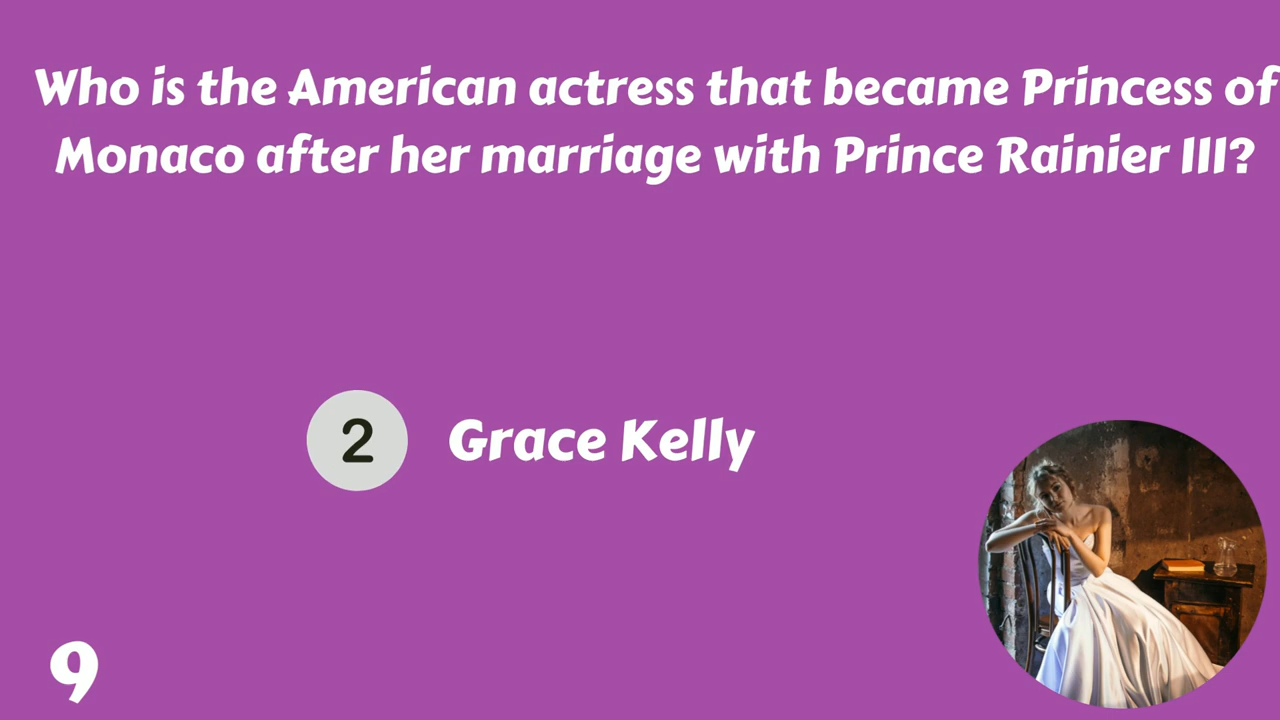 Who is the American actress that became Princess of
Monaco after her marriage with Prince Rainier III?
2 Grace Kelly
9